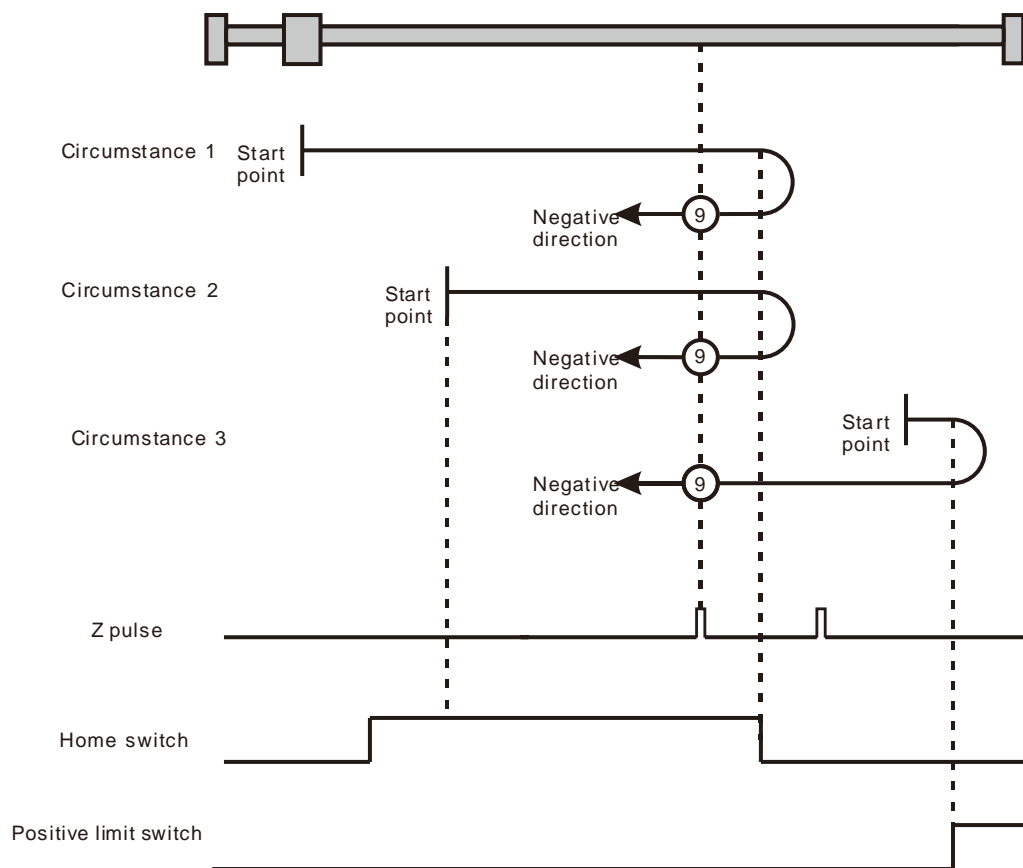 Circumstance 1
Start
point
9
Negative
direction
Circumstance 2
Start
point
9
Negative
direction
Circumstance 3
Start
point
9
Negative
direction
Z pulse
Home switch
Positive limit switch